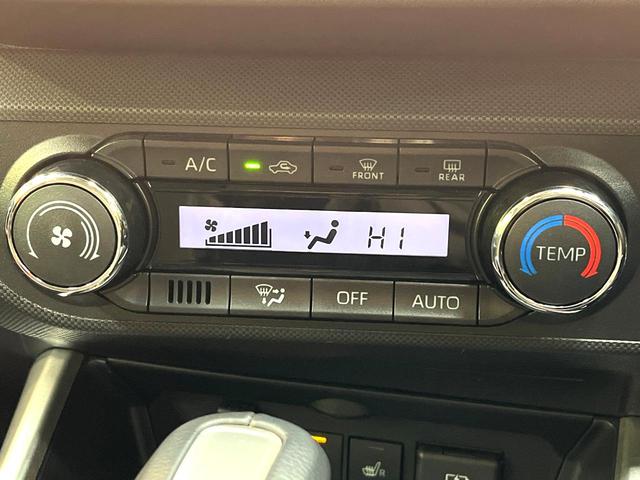 A/C
FRONT
REAR
HI
TEMP
OFF
AUTO
R